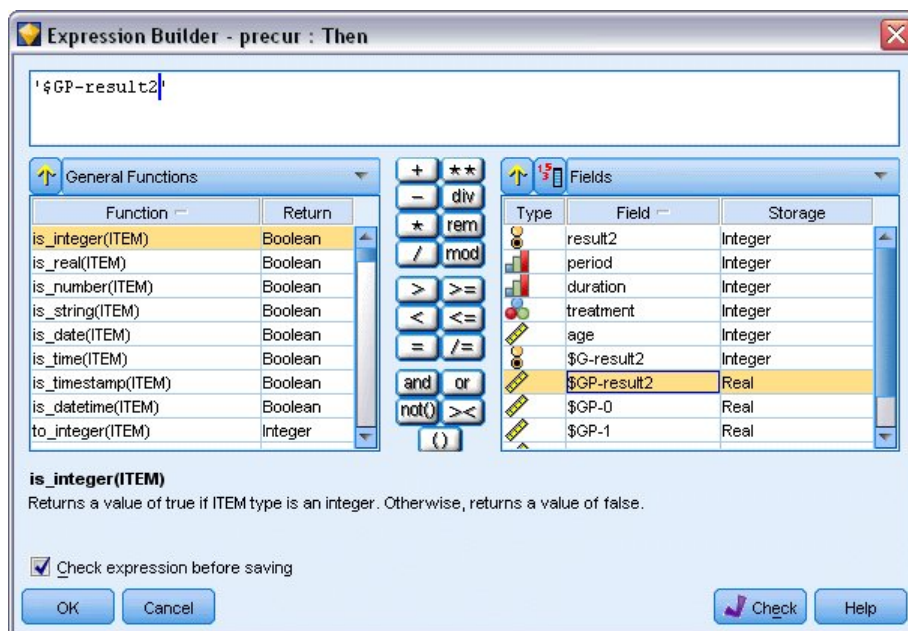 Expression Builder - precur : Then
'$GP-result2'
General Functions
Function Return
is_integer(ITEM) Boolean
is_real(ITEM) Boolean
is_number(ITEM) Boolean
is_string(ITEM) Boolean
is_date(ITEM) Boolean
is_time(ITEM) Boolean
is_timestamp(ITEM) Boolean
is_datetime(ITEM) Boolean
to_integer(ITEM) Integer
+ **
- div
* rem
/ mod
> >=
< <=
= /=
and or
not() ><
()
Fields
Type Field Storage
result2 Integer
period Integer
duration Integer
treatment Integer
age Integer
$G-result2 Integer
$GP-result2 Real
$GP-0 Real
$GP-1 Real
is_integer(ITEM)
Returns a value of true if ITEM type is an integer. Otherwise, returns a value of false.
Check expression before saving
OK Cancel Check Help